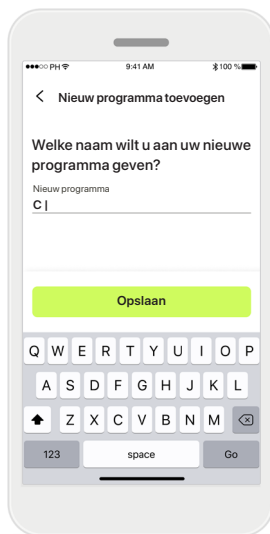 PH 9:41 AM 100 %
Nieuw programma toevoegen
Welke naam wilt u aan uw nieuwe
programma geven?
Nieuw programma
C |
Opslaan
Q W E R T Y U I O P
A S D F G H J K L
Z X C V B N M
123 space Go